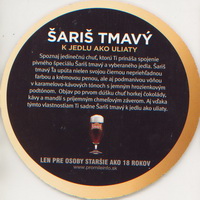 ŠARIŠ TMAVÝ
K JEDLU AKO ULIATY
Spoznaj jedinečnú chuť, ktorú Ti prináša spojenie
pivného špeciálu Šariš tmavý a vyberaného jedla. Šariš
tmavý Ťa upúta nielen svojou čiernou nepriehľadnou
farbou a krémovou penou, ale aj podmanivou vôňou
v karamelovo-kávových tónoch s jemným hrozienkovým
podtónom. Objav po prvom dúšku chuť horkej čokolády,
kávy a mandlí s príjemným chmeľovým záverom. Aj vďaka
týmto vlastnostiam Ti sadne Šariš tmavý k jedlu ako uliaty.
LEN PRE OSOBY STARŠIE AKO 18 ROKOV
www.promileinfo.sk